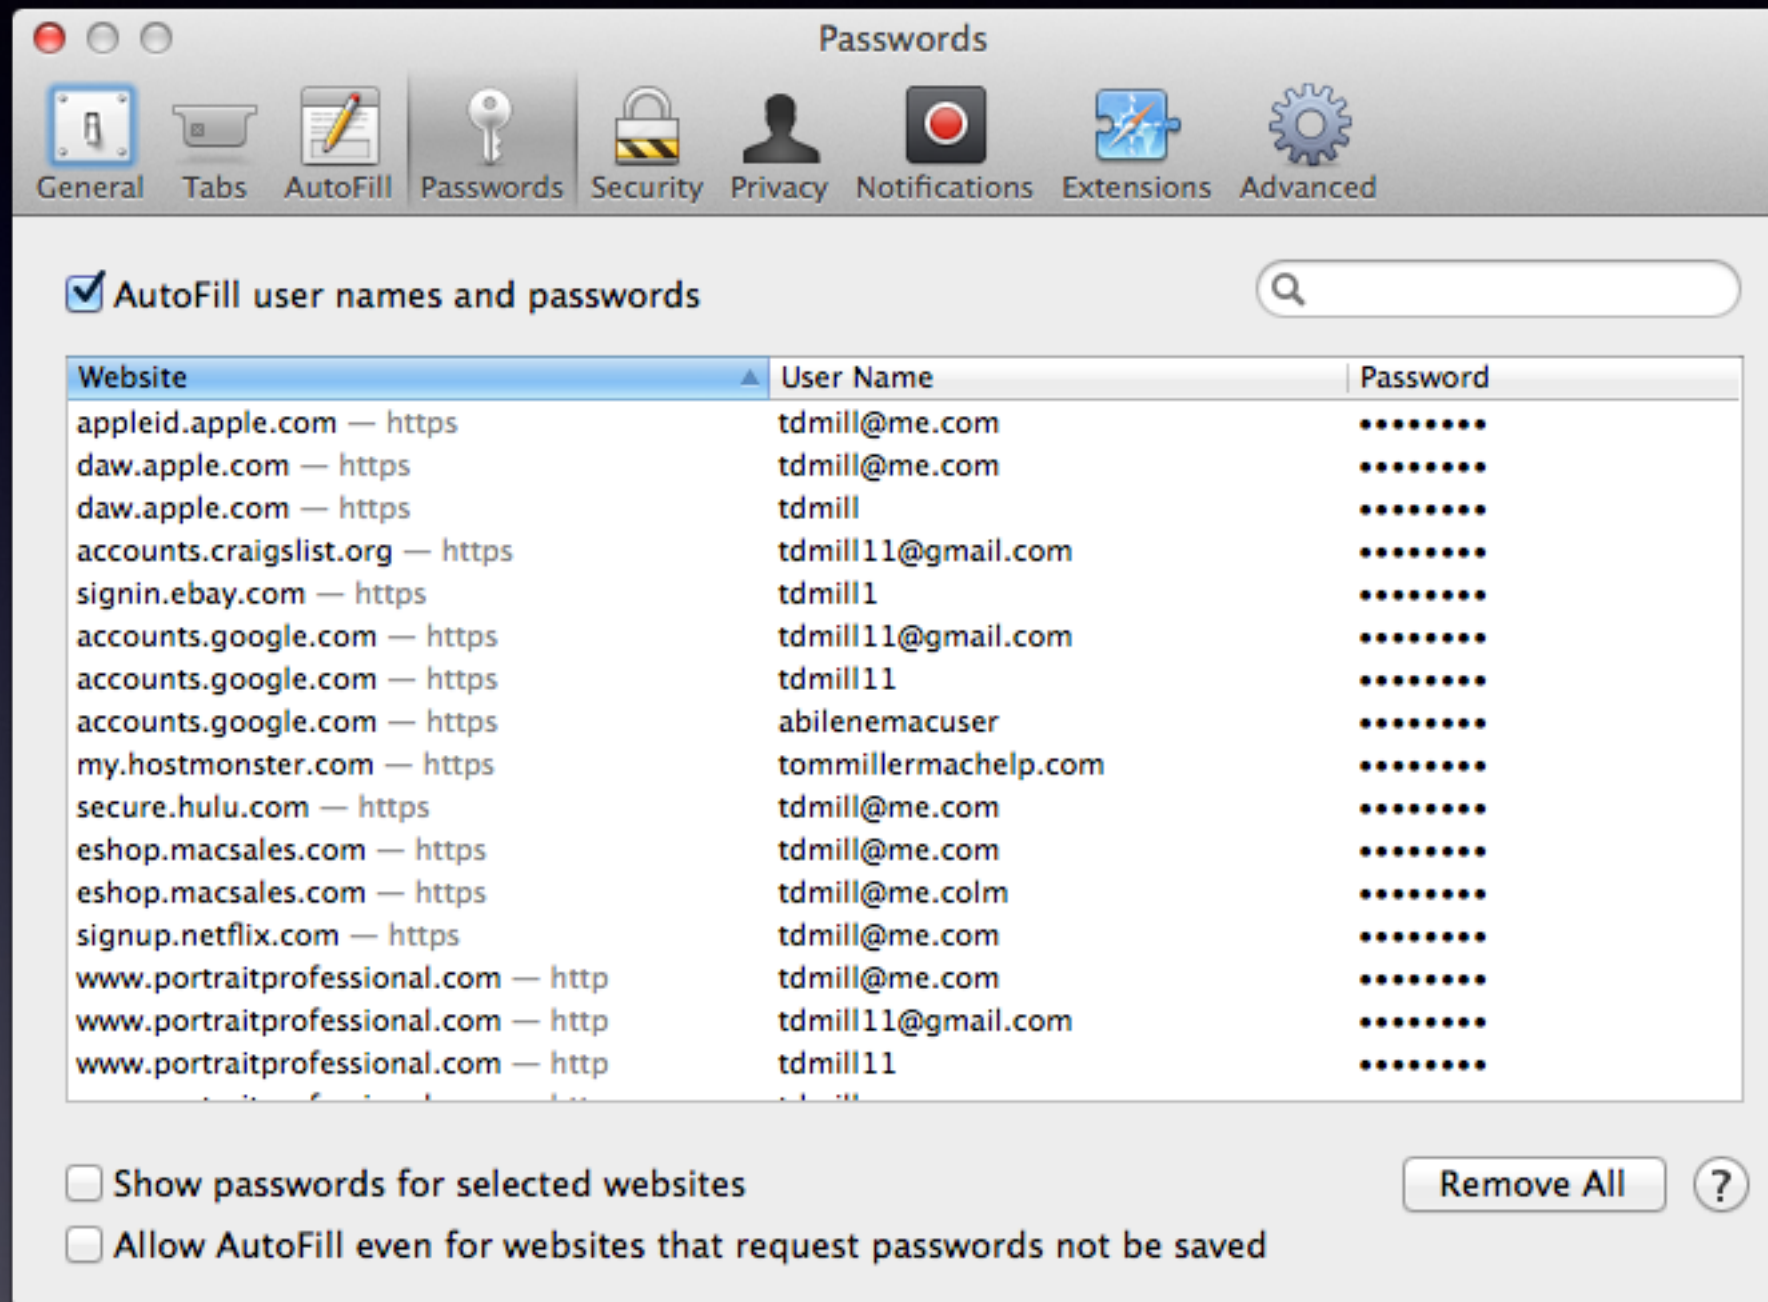 Passwords
General Tabs AutoFill Passwords Security Privacy Notifications Extensions Advanced
AutoFill user names and passwords
Website User Name Password
appleid.apple.com — https tdmill@me.com ••••••••
daw.apple.com — https tdmill@me.com ••••••••
daw.apple.com — https tdmill ••••••••
accounts.craigslist.org — https tdmill11@gmail.com ••••••••
signin.ebay.com — https tdmill1 ••••••••
accounts.google.com — https tdmill11@gmail.com ••••••••
accounts.google.com — https tdmill11 ••••••••
accounts.google.com — https abilenemacuser ••••••••
my.hostmonster.com — https tommillermachelp.com ••••••••
secure.hulu.com — https tdmill@me.com ••••••••
eshop.macsales.com — https tdmill@me.com ••••••••
eshop.macsales.com — https tdmill@me.colm ••••••••
signup.netflix.com — https tdmill@me.com ••••••••
www.portraitprofessional.com — http tdmill@me.com ••••••••
www.portraitprofessional.com — http tdmill11@gmail.com ••••••••
www.portraitprofessional.com — http tdmill11 ••••••••
Show passwords for selected websites Remove All ?
Allow AutoFill even for websites that request passwords not be saved